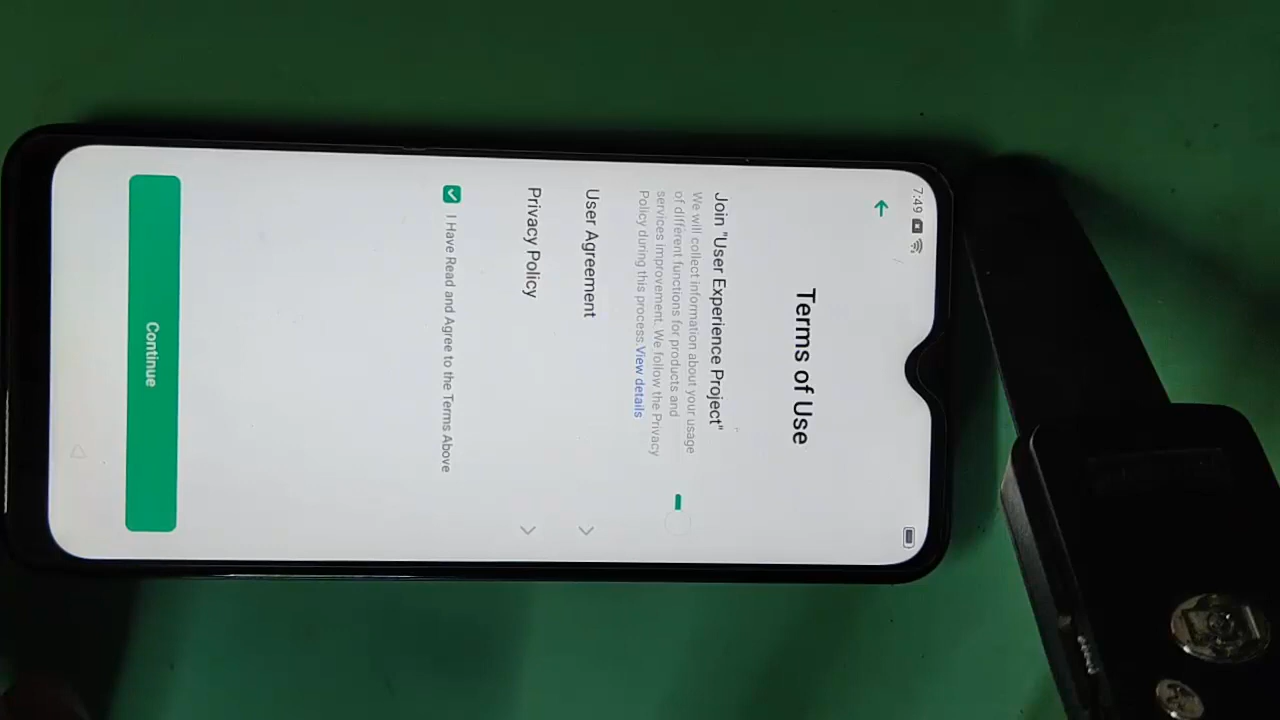 7:49
Terms of Use
Join "User Experience Project"
We will collect information about your usage
of different functions for products and
services improvement. We follow the Privacy
Policy during this process.View details
User Agreement
Privacy Policy
I Have Read and Agree to the Terms Above
Continue